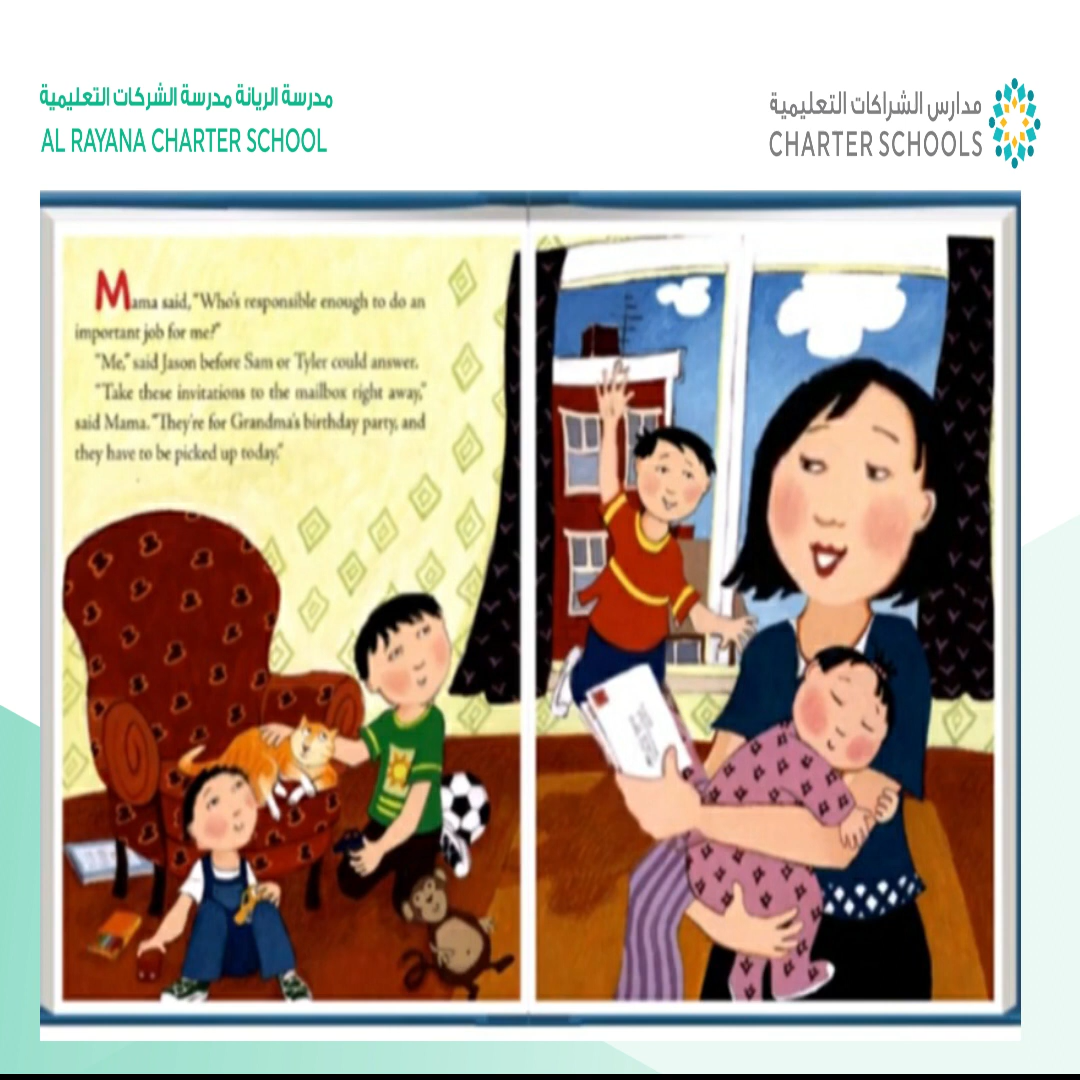 مدرسة الريانة مدرسة الشركات التعليمية
AL RAYANA CHARTER SCHOOL
مدارس الشراكات التعليمية
CHARTER SCHOOLS
Mama said, "Who's responsible enough to do an
important job for me?"
"Me," said Jason before Sam or Tyler could answer.
"Take these invitations to the mailbox right away,"
said Mama. "They're for Grandma's birthday party, and
they have to be picked up today."